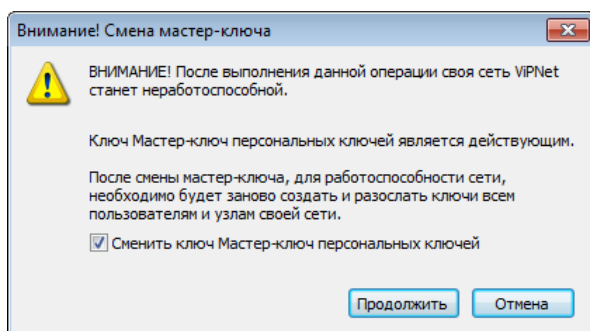 Внимание! Смена мастер-ключа
ВНИМАНИЕ! После выполнения данной операции своя сеть ViPNet
станет неработоспособной.
Ключ Мастер-ключ персональных ключей является действующим.
После смены мастер-ключа, для работоспособности сети,
необходимо будет заново создать и разослать ключи всем
пользователям и узлам своей сети.
Сменить ключ Мастер-ключ персональных ключей
Продолжить Отмена